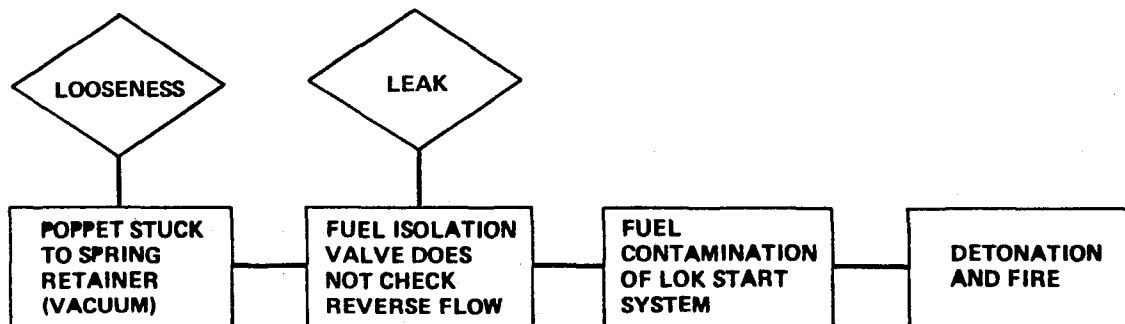 LOOSENESS
LEAK
POPPET STUCK
TO SPRING
RETAINER
(VACUUM)
FUEL ISOLATION
VALVE DOES
NOT CHECK
REVERSE FLOW
FUEL
CONTAMINATION
OF LOK START
SYSTEM
DETONATION
AND FIRE